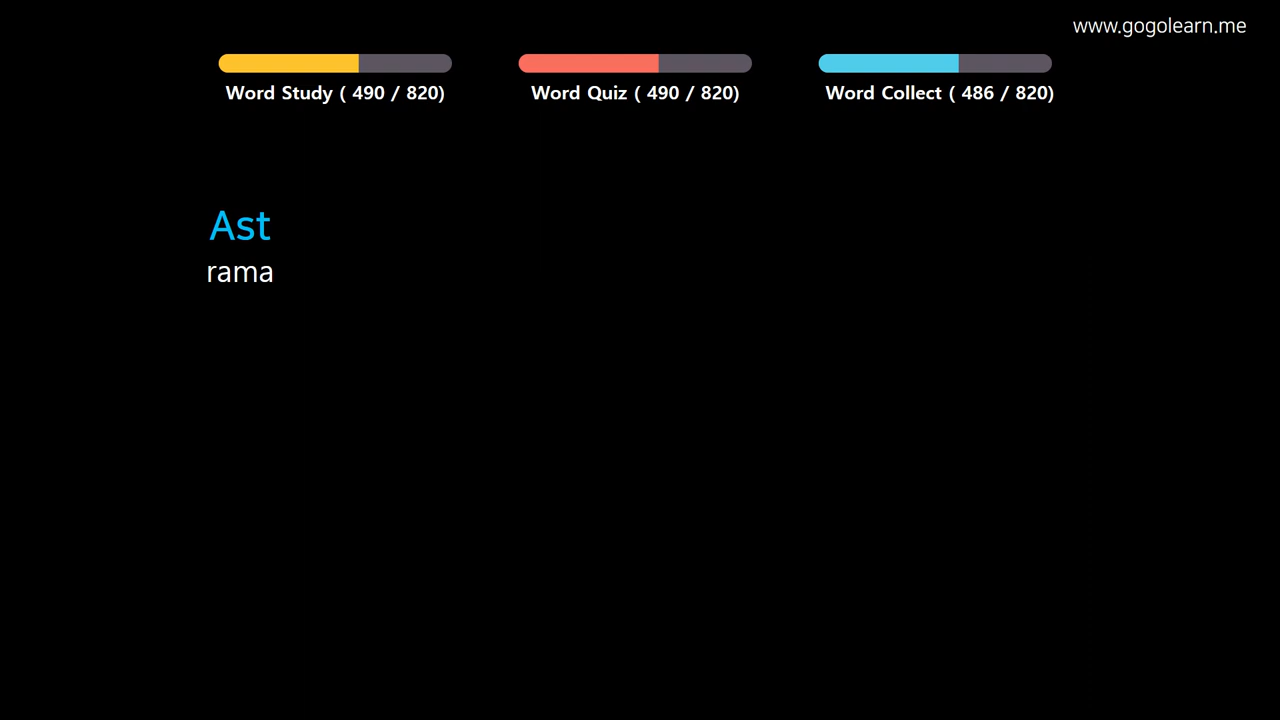 www.gogolearn.me
Word Study ( 490 / 820)
Word Quiz ( 490 / 820)
Word Collect ( 486 / 820)
Ast
rama